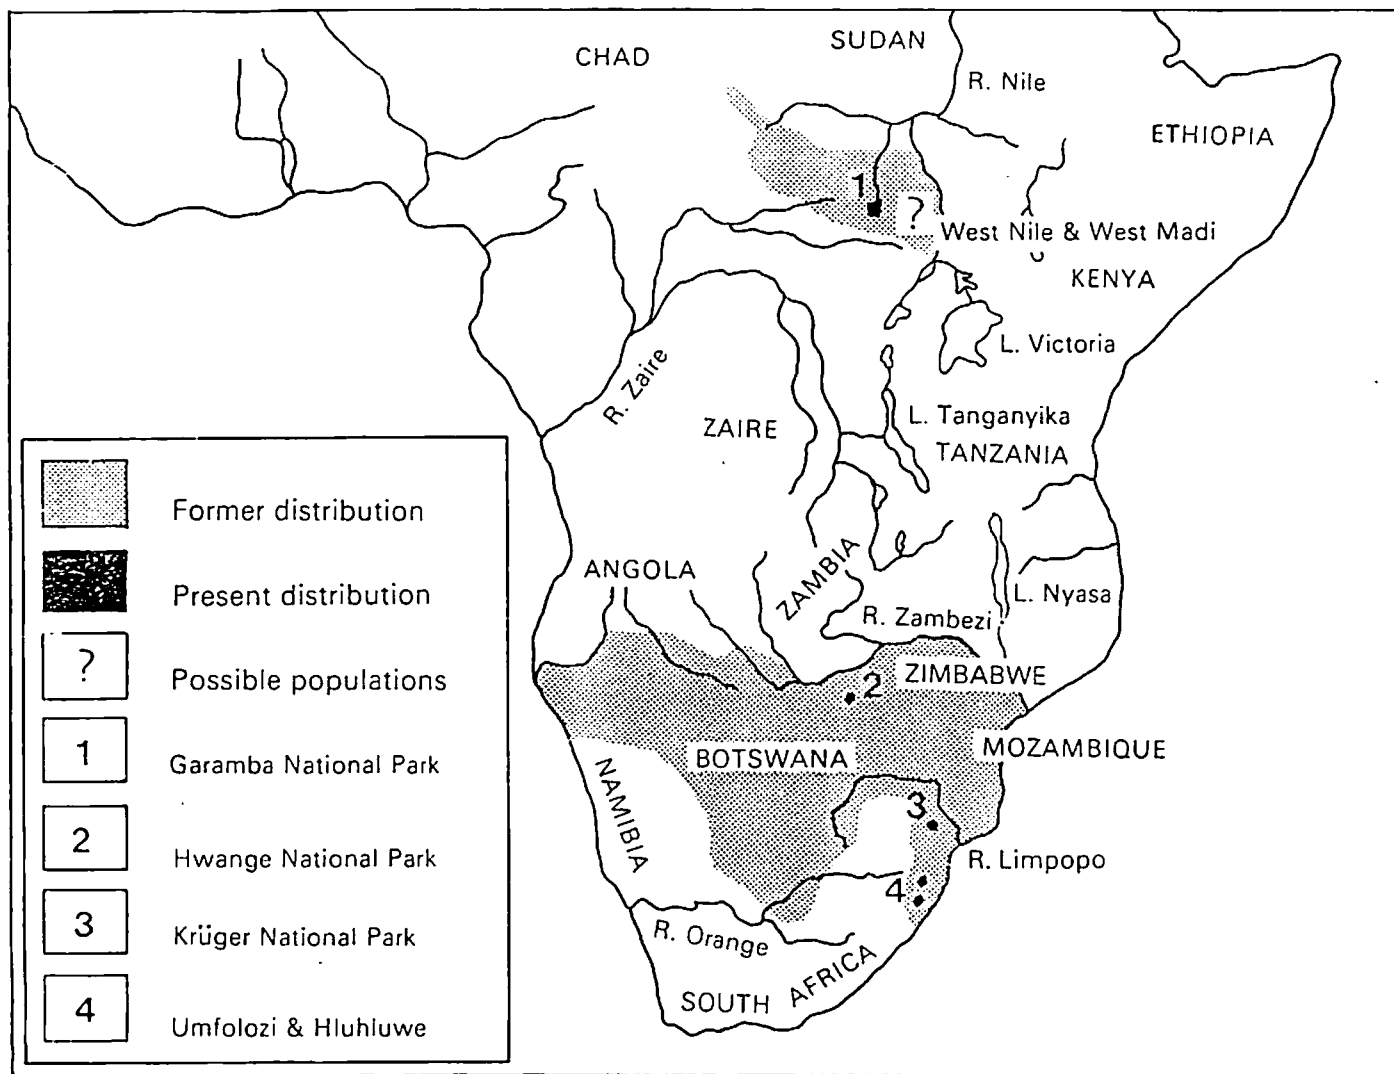 CHAD
SUDAN
R. Nile
ETHIOPIA
1
?
West Nile & West Madi
KENYA
L. Victoria
R. Zaire
ZAIRE
L. Tanganyika
TANZANIA
ANGOLA
ZAMBIA
L. Nyasa
R. Zambezi
ZIMBABWE
2
BOTSWANA
MOZAMBIQUE
NAMIBIA
3
R. Limpopo
4
R. Orange
SOUTH AFRICA
Former distribution
Present distribution
? Possible populations
1 Garamba National Park
2 Hwange National Park
3 Krüger National Park
4 Umfolozi & Hluhluwe